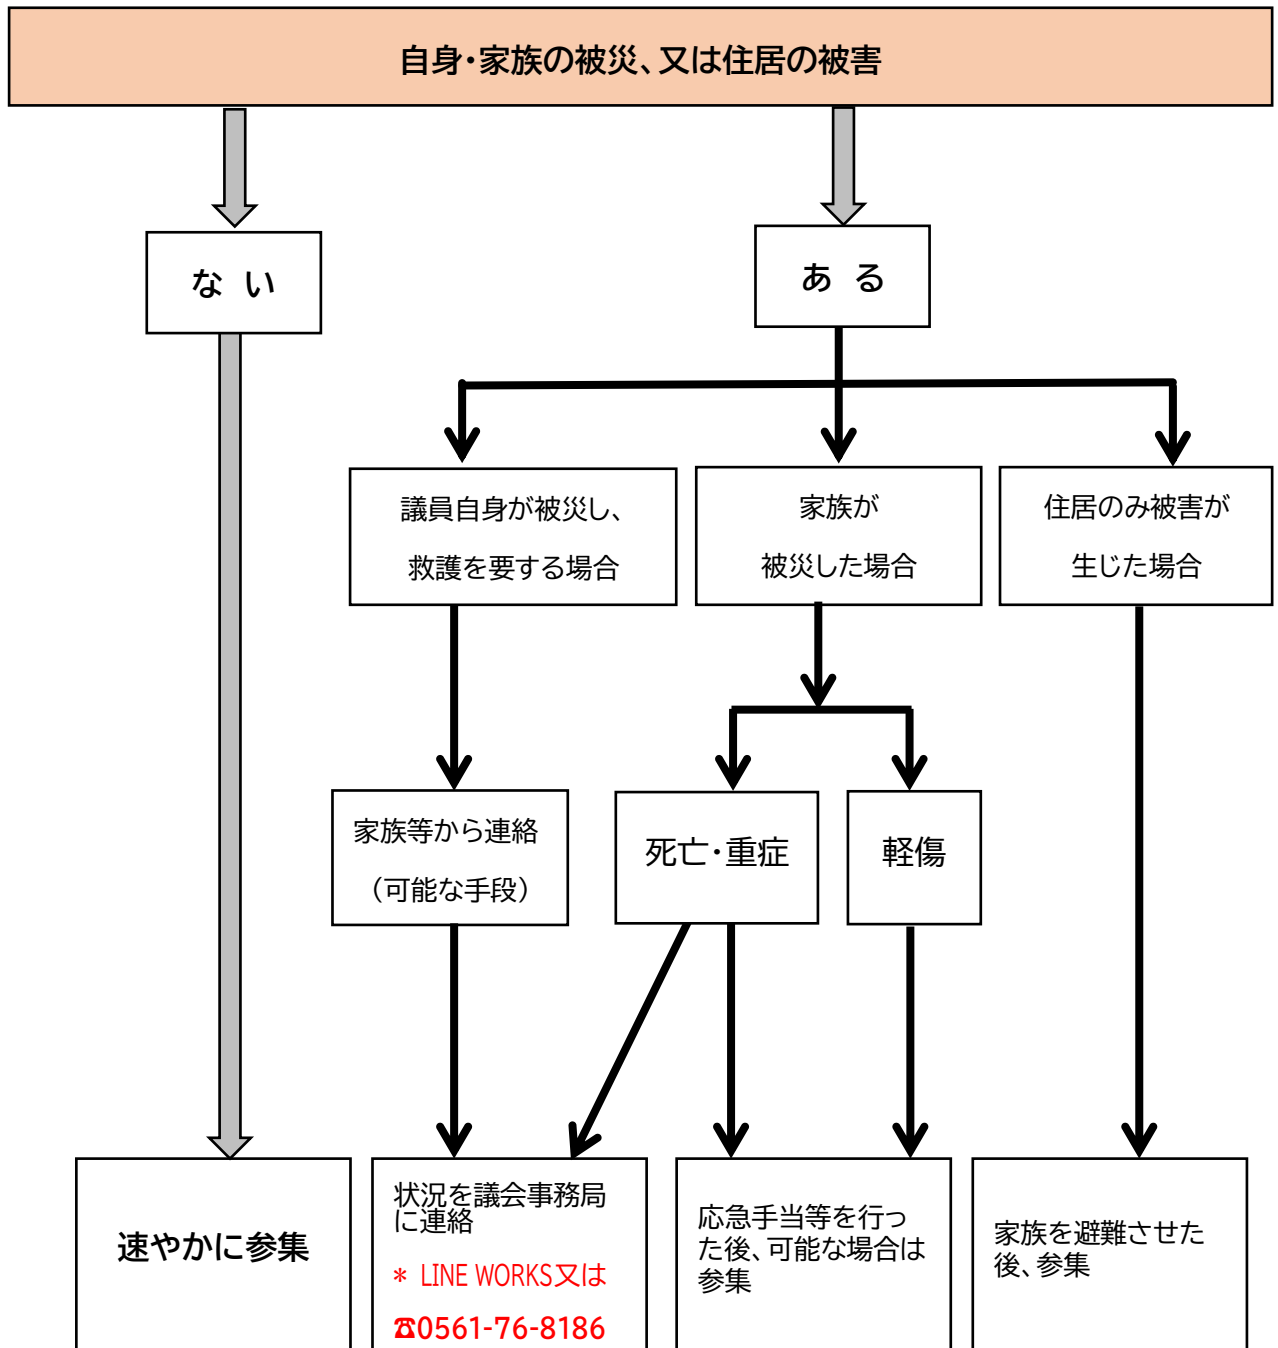 自身・家族の被災、又は住居の被害
ない
ある
議員自身が被災し、
救護を要する場合
家族が
被災した場合
住居のみ被害が
生じた場合
家族等から連絡
（可能な手段）
死亡・重症
軽傷
速やかに参集
状況を議会事務局
に連絡
* LINE WORKS又は
☎0561-76-8186
応急手当等を行っ
た後、可能な場合は
参集
家族を避難させた
後、参集